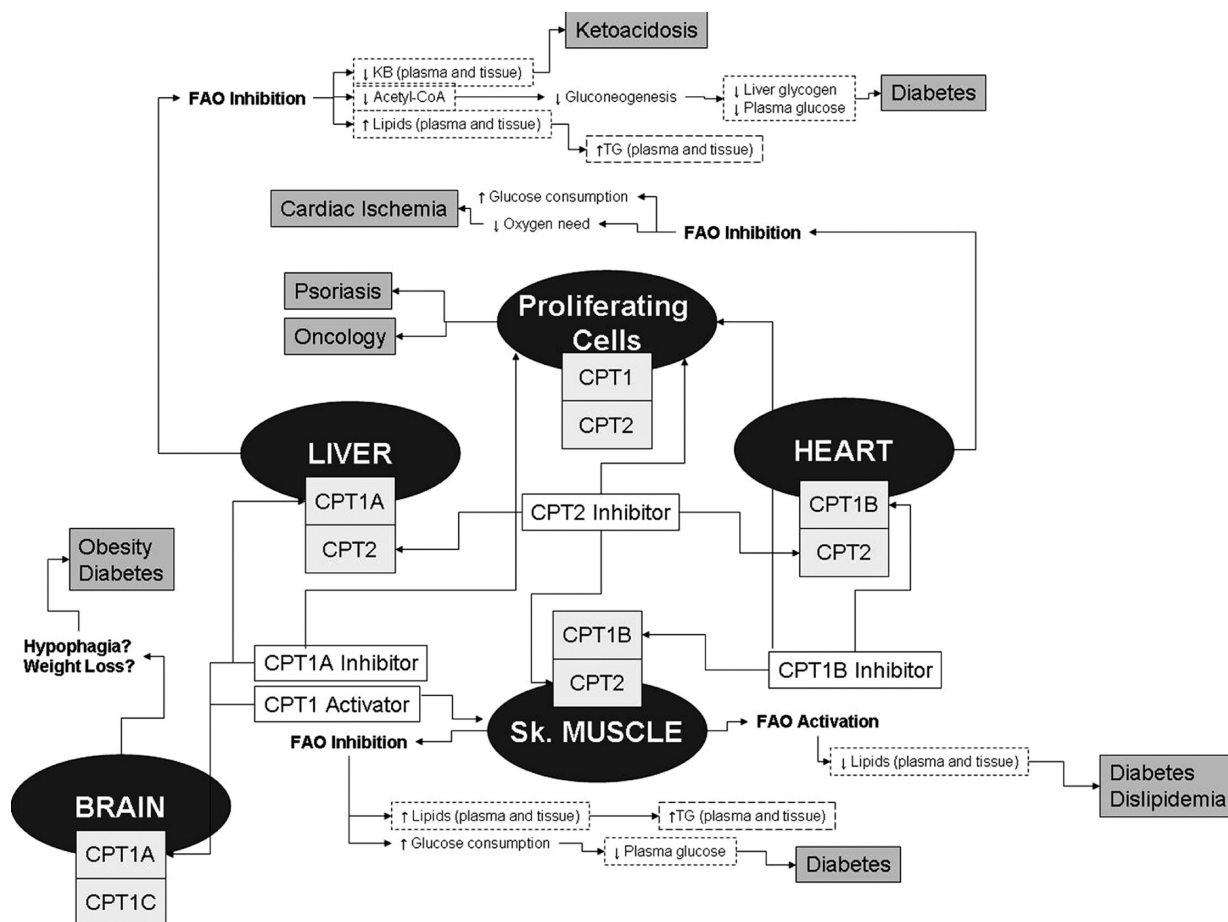 Ketoacidosis
↓ KB (plasma and tissue)
FAO Inhibition
↓ Acetyl-CoA
↓ Gluconeogenesis
↓ Liver glycogen
↓ Plasma glucose
Diabetes
↑ Lipids (plasma and tissue)
↑TG (plasma and tissue)
Cardiac Ischemia
↑ Glucose consumption
↓ Oxygen need
FAO Inhibition
Psoriasis
Oncology
Proliferating
Cells
CPT1
CPT2
LIVER
CPT1A
CPT2
HEART
CPT1B
CPT2
CPT2 Inhibitor
Obesity
Diabetes
Hypophagia?
Weight Loss?
CPT1A Inhibitor
CPT1 Activator
CPT1B
CPT2
Sk. MUSCLE
CPT1B Inhibitor
FAO Inhibition
FAO Activation
↓ Lipids (plasma and tissue)
Diabetes
Dislipidemia
BRAIN
CPT1A
CPT1C
↑ Lipids (plasma and tissue)
↑TG (plasma and tissue)
↑ Glucose consumption
↓ Plasma glucose
Diabetes